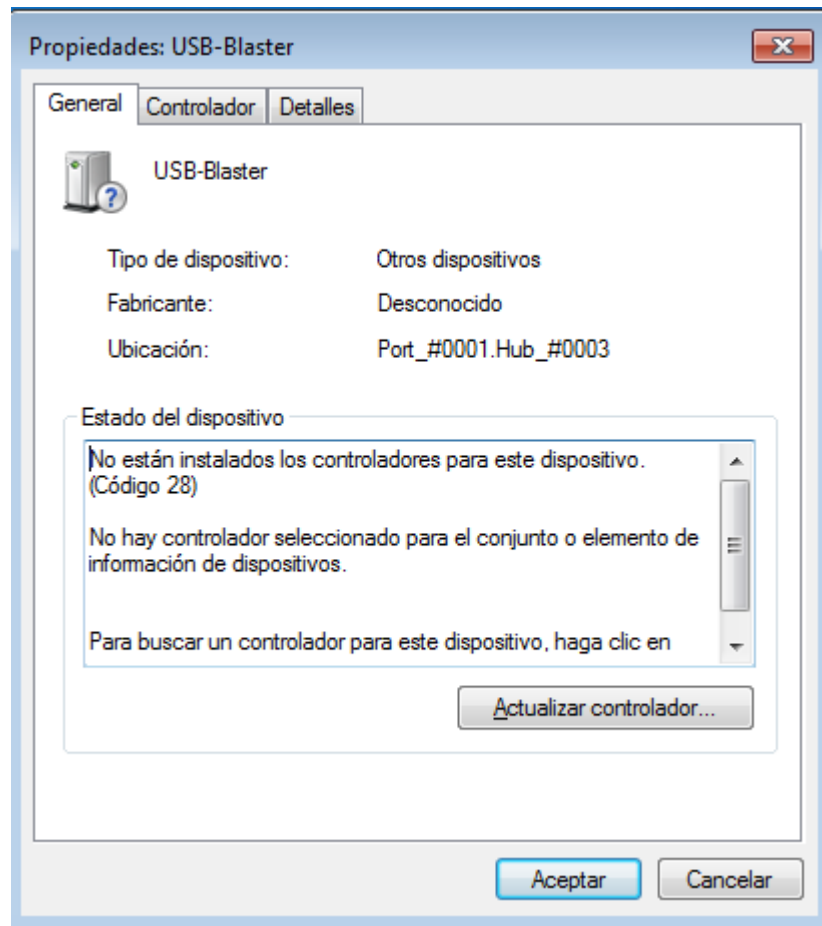 Propiedades: USB-Blaster
General Controlador Detalles
USB-Blaster
Tipo de dispositivo: Otros dispositivos
Fabricante: Desconocido
Ubicación: Port_#0001.Hub_#0003
Estado del dispositivo
No están instalados los controladores para este dispositivo.
(Código 28)
No hay controlador seleccionado para el conjunto o elemento de
información de dispositivos.
Para buscar un controlador para este dispositivo, haga clic en
Actualizar controlador...
Aceptar Cancelar